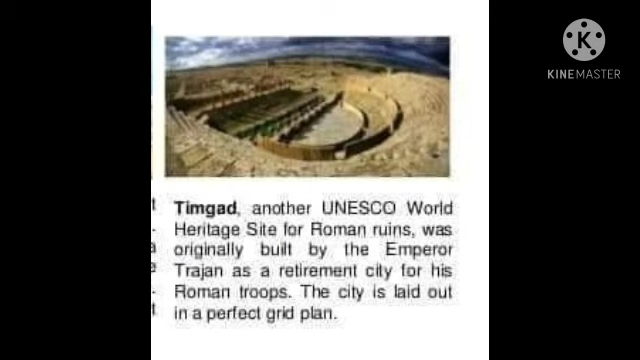 KINEMASTER
Timgad, another UNESCO World
Heritage Site for Roman ruins, was
originally built by the Emperor
Trajan as a retirement city for his
Roman troops. The city is laid out
in a perfect grid plan.